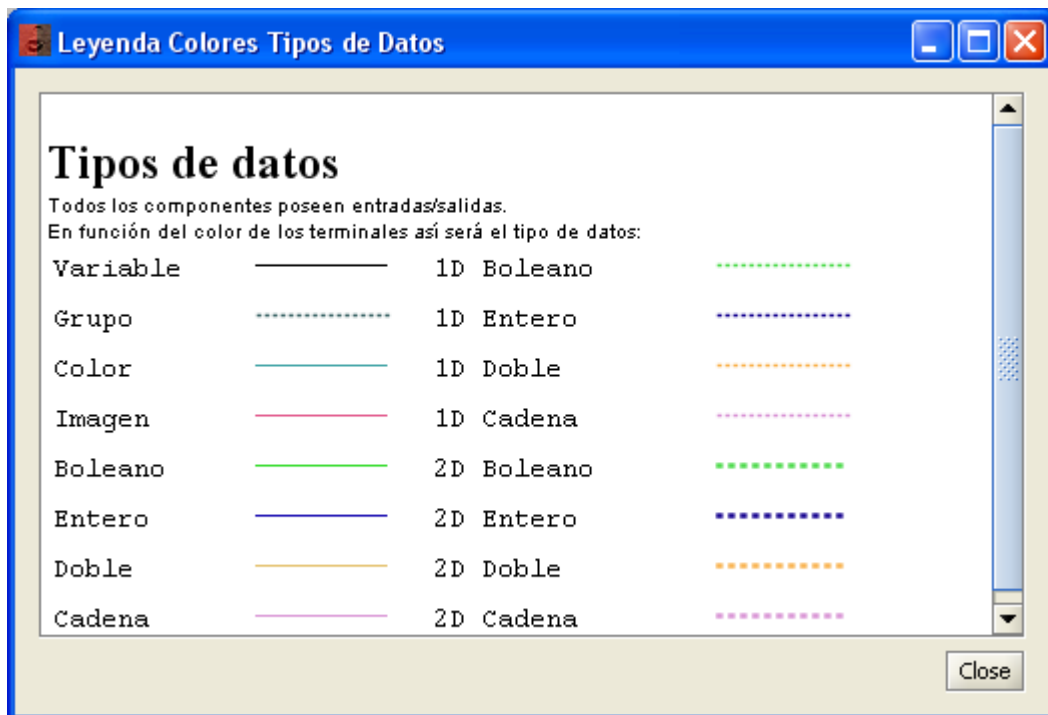 Leyenda Colores Tipos de Datos
Tipos de datos
Todos los componentes poseen entradas/salidas.
En función del color de los terminales así será el tipo de datos:
Variable 1D Boleano
Grupo 1D Entero
Color 1D Doble
Imagen 1D Cadena
Boleano 2D Boleano
Entero 2D Entero
Doble 2D Doble
Cadena 2D Cadena
Close